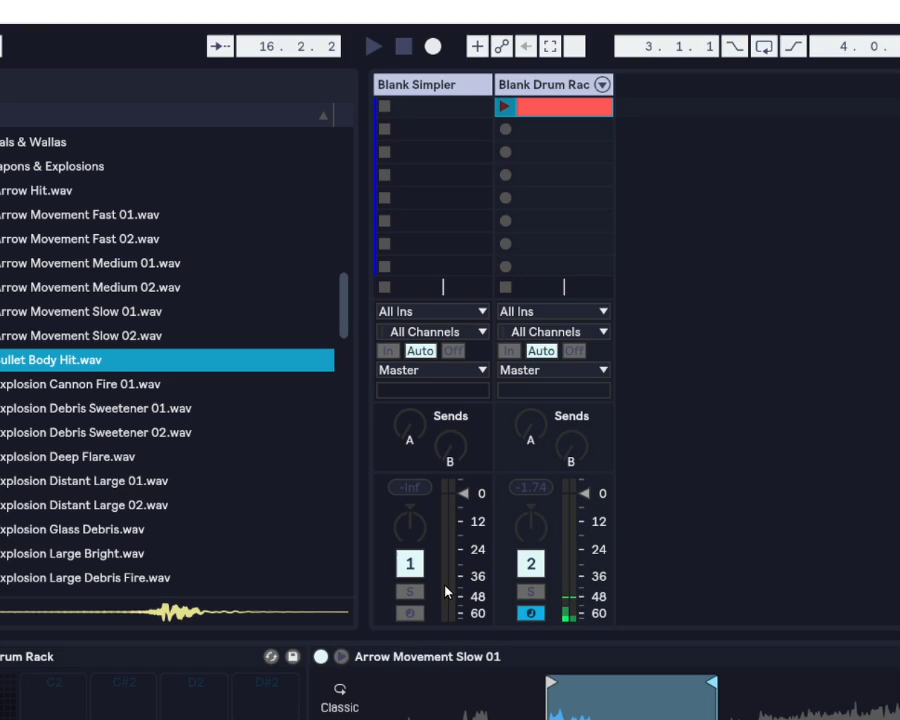 16 . 2 . 2
3 . 1 . 1
4 . 0 .
Blank Simpler
Blank Drum Rac
als & Wallas
apons & Explosions
rrow Hit.wav
rrow Movement Fast 01.wav
rrow Movement Fast 02.wav
rrow Movement Medium 01.wav
rrow Movement Medium 02.wav
rrow Movement Slow 01.wav
rrow Movement Slow 02.wav
ullet Body Hit.wav
xplosion Cannon Fire 01.wav
xplosion Debris Sweetener 01.wav
xplosion Debris Sweetener 02.wav
xplosion Deep Flare.wav
xplosion Distant Large 01.wav
xplosion Distant Large 02.wav
xplosion Glass Debris.wav
xplosion Large Bright.wav
xplosion Large Debris Fire.wav
All Ins
All Channels
In Auto Off
Master
Sends
A
B
-Inf
0
12
24
36
48
60
1
S
All Ins
All Channels
In Auto Off
Master
Sends
A
B
-1.74
0
12
24
36
48
60
2
S
rum Rack
C2 C#2 D2 D#2
Arrow Movement Slow 01
Classic